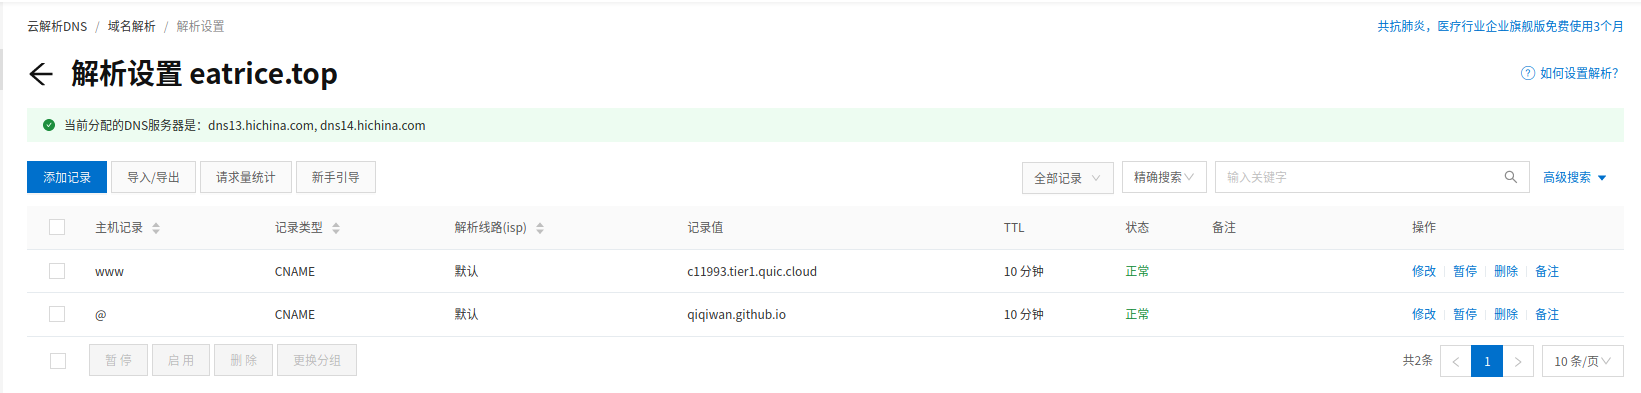 云解析DNS / 域名解析 / 解析设置
共抗肺炎，医疗行业企业旗舰版免费使用3个月
解析设置 eatrice.top
如何设置解析?
当前分配的DNS服务器是：dns13.hichina.com, dns14.hichina.com
添加记录 导入/导出 请求量统计 新手引导 全部记录 精确搜索 输入关键字 高级搜索
主机记录 记录类型 解析线路(isp) 记录值 TTL 状态 备注 操作
www CNAME 默认 c11993.tier1.quic.cloud 10 分钟 正常 修改 暂停 删除 备注
@ CNAME 默认 qiqiwan.github.io 10 分钟 正常 修改 暂停 删除 备注
暂 停 启 用 删 除 更换分组 共2条 < 1 > 10 条/页